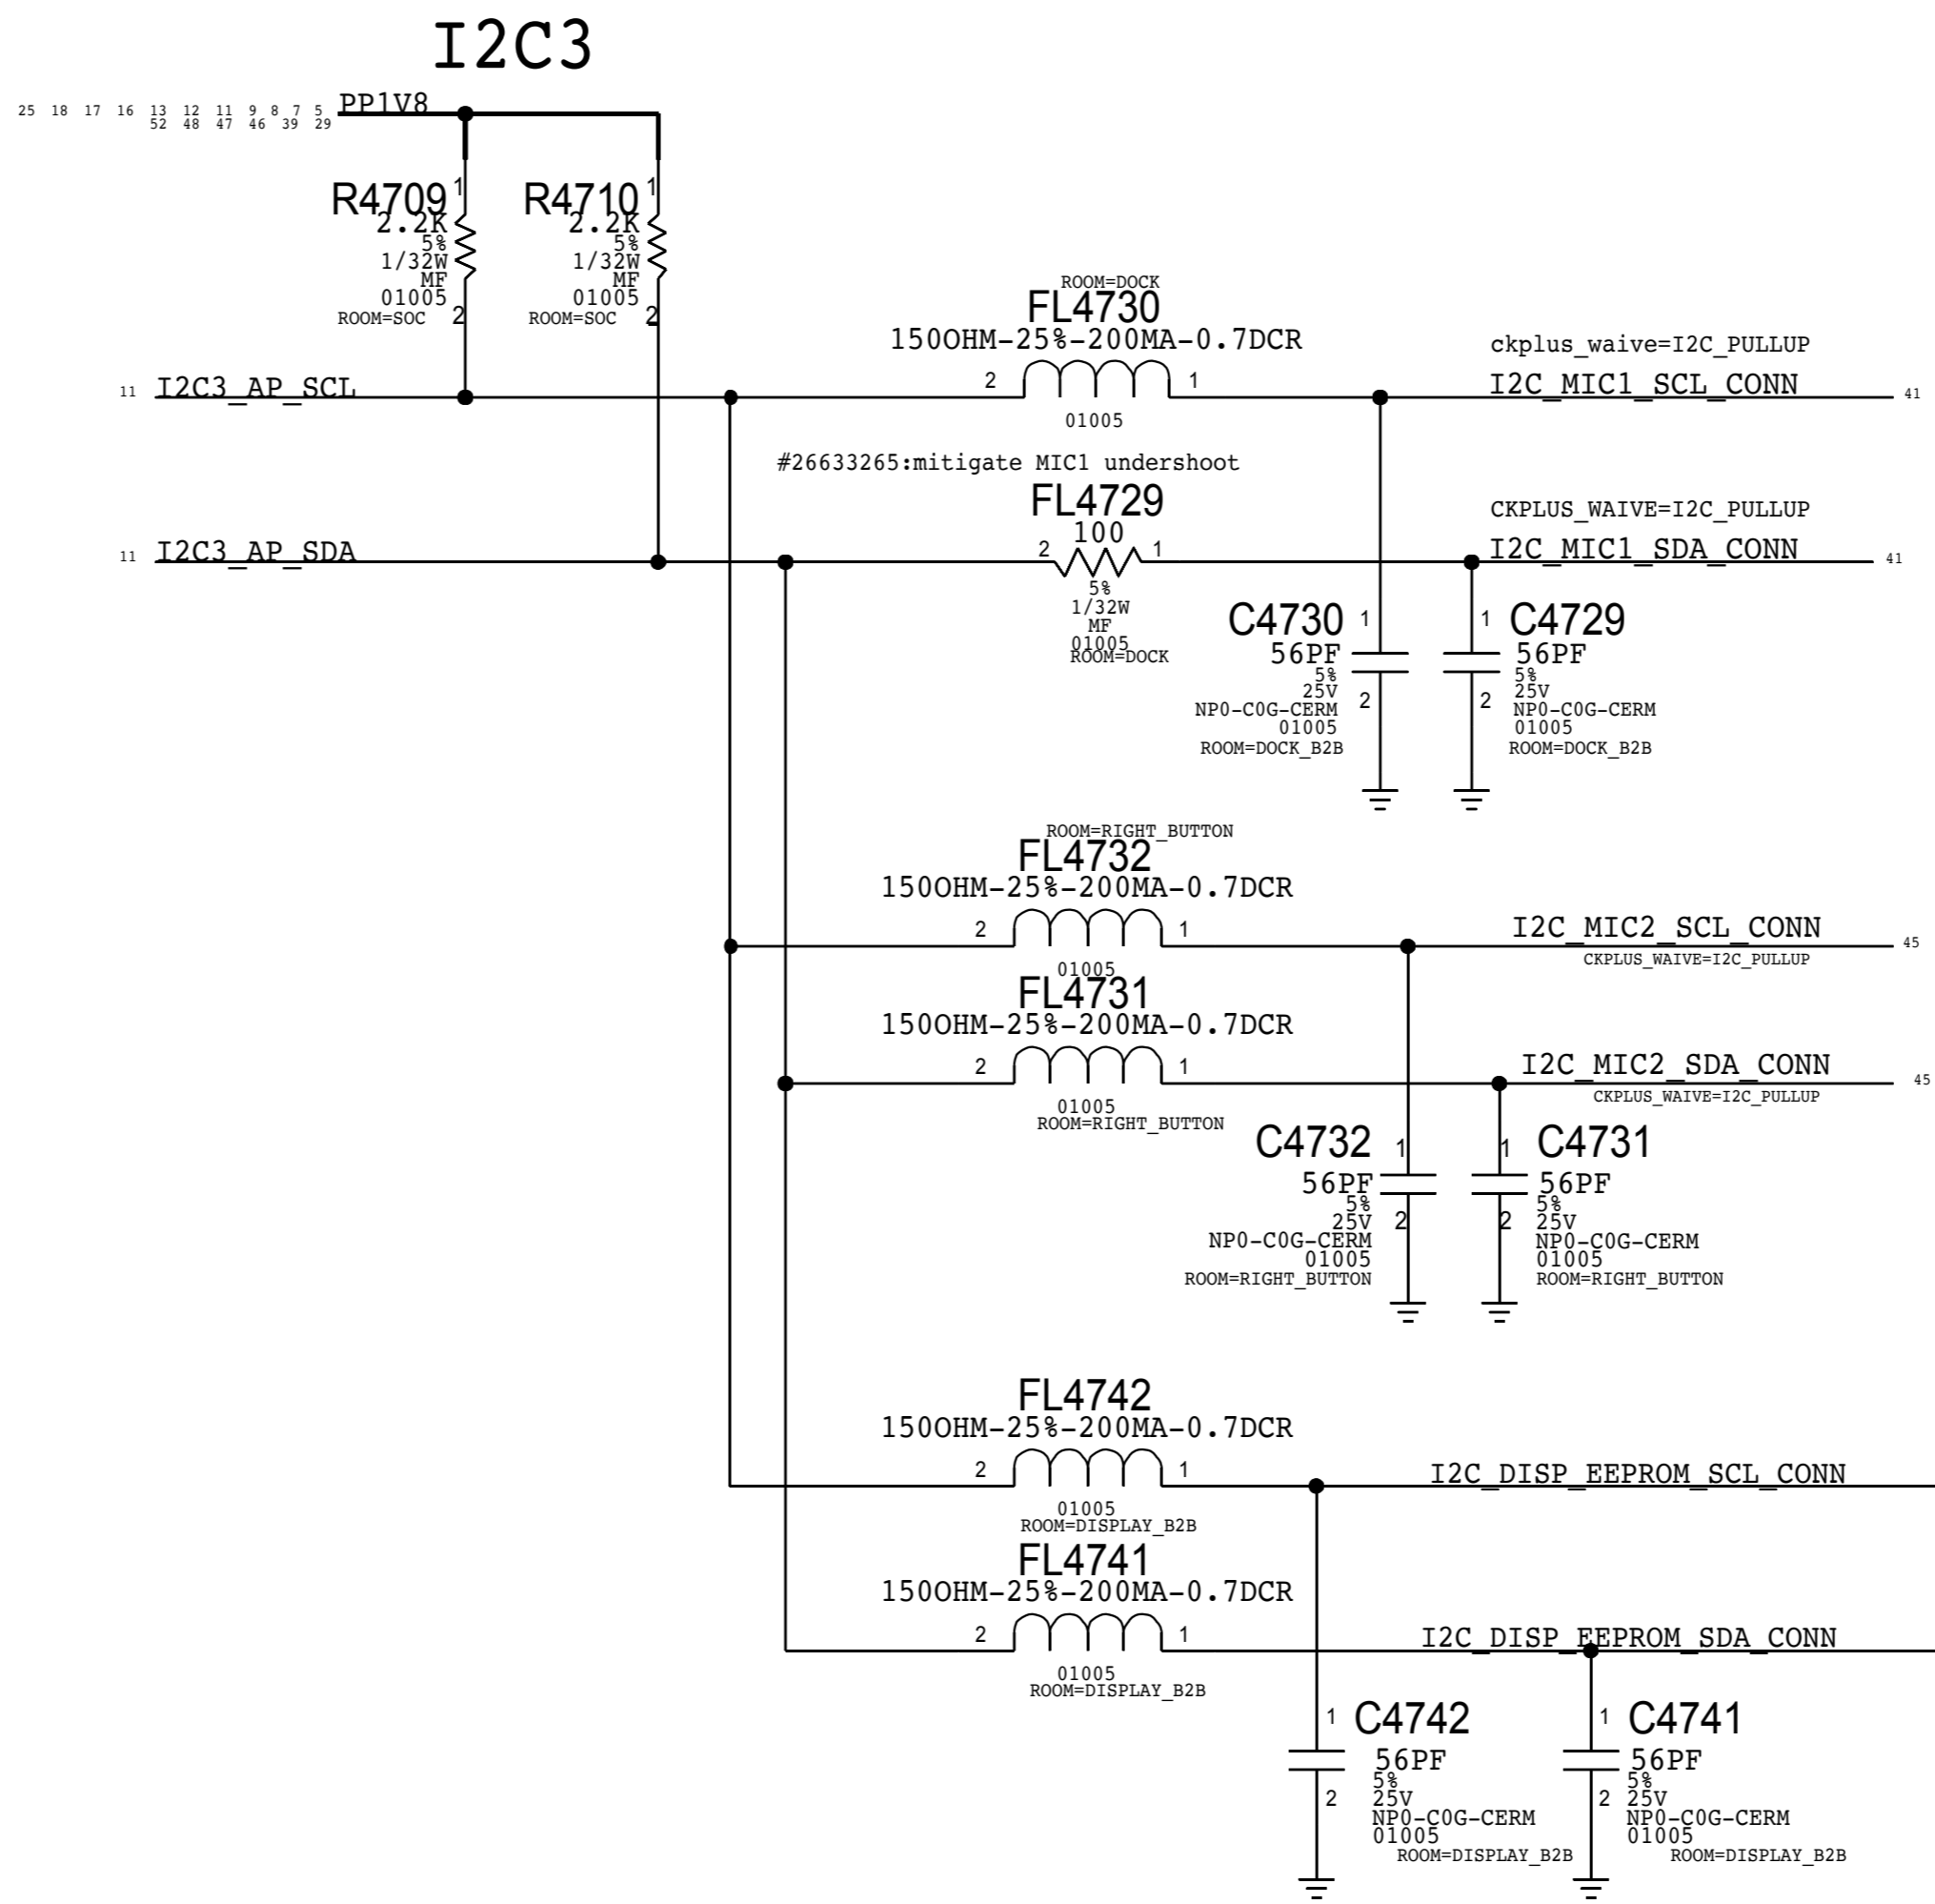 I2C3
PP1V8
25 18 17 16 13 12 11 9 8 7 5
52 48 47 46 39 29
R4709
2.2K
5%
1/32W
MF
01005
ROOM=SOC
1
2
R4710
2.2K
5%
1/32W
MF
01005
ROOM=SOC
1
2
ROOM=DOCK
FL4730
150OHM-25%-200MA-0.7DCR
2 1
01005
ckplus_waive=I2C_PULLUP
11 I2C3_AP_SCL
I2C_MIC1_SCL_CONN 41
#26633265:mitigate MIC1 undershoot
FL4729
100
2 1
5%
1/32W
MF
01005
ROOM=DOCK
CKPLUS_WAIVE=I2C_PULLUP
11 I2C3_AP_SDA
I2C_MIC1_SDA_CONN 41
C4730
56PF
5%
25V
NP0-C0G-CERM
01005
ROOM=DOCK_B2B
1
2
1
2
C4729
56PF
5%
25V
NP0-C0G-CERM
01005
ROOM=DOCK_B2B
ROOM=RIGHT_BUTTON
FL4732
150OHM-25%-200MA-0.7DCR
2 1
01005
I2C_MIC2_SCL_CONN 45
CKPLUS_WAIVE=I2C_PULLUP
FL4731
150OHM-25%-200MA-0.7DCR
2 1
01005
ROOM=RIGHT_BUTTON
I2C_MIC2_SDA_CONN 45
CKPLUS_WAIVE=I2C_PULLUP
C4732
56PF
5%
25V
NP0-C0G-CERM
01005
ROOM=RIGHT_BUTTON
1
2
1
2
C4731
56PF
5%
25V
NP0-C0G-CERM
01005
ROOM=RIGHT_BUTTON
FL4742
150OHM-25%-200MA-0.7DCR
2 1
01005
ROOM=DISPLAY_B2B
I2C_DISP_EEPROM_SCL_CONN
FL4741
150OHM-25%-200MA-0.7DCR
2 1
01005
ROOM=DISPLAY_B2B
I2C_DISP_EEPROM_SDA_CONN
1
2
C4742
56PF
5%
25V
NP0-C0G-CERM
01005
ROOM=DISPLAY_B2B
1
2
C4741
56PF
5%
25V
NP0-C0G-CERM
01005
ROOM=DISPLAY_B2B